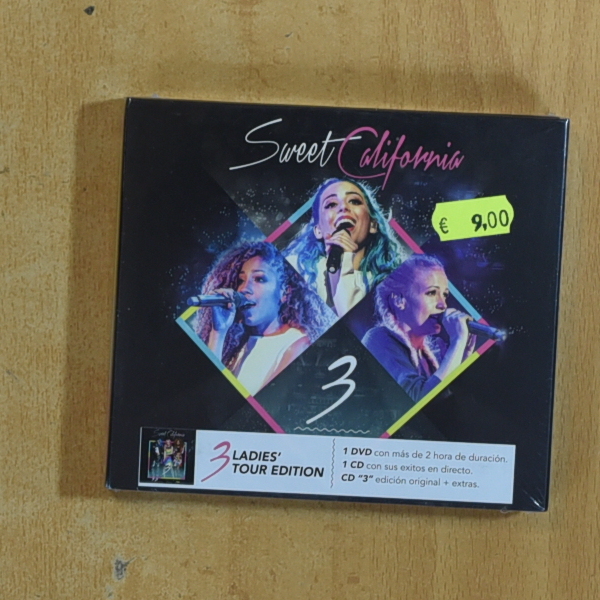 Sweet California
€ 9,00
3
3 LADIES'
TOUR EDITION
1 DVD con más de 2 hora de duración.
1 CD con sus exitos en directo.
CD "3" edición original + extras.